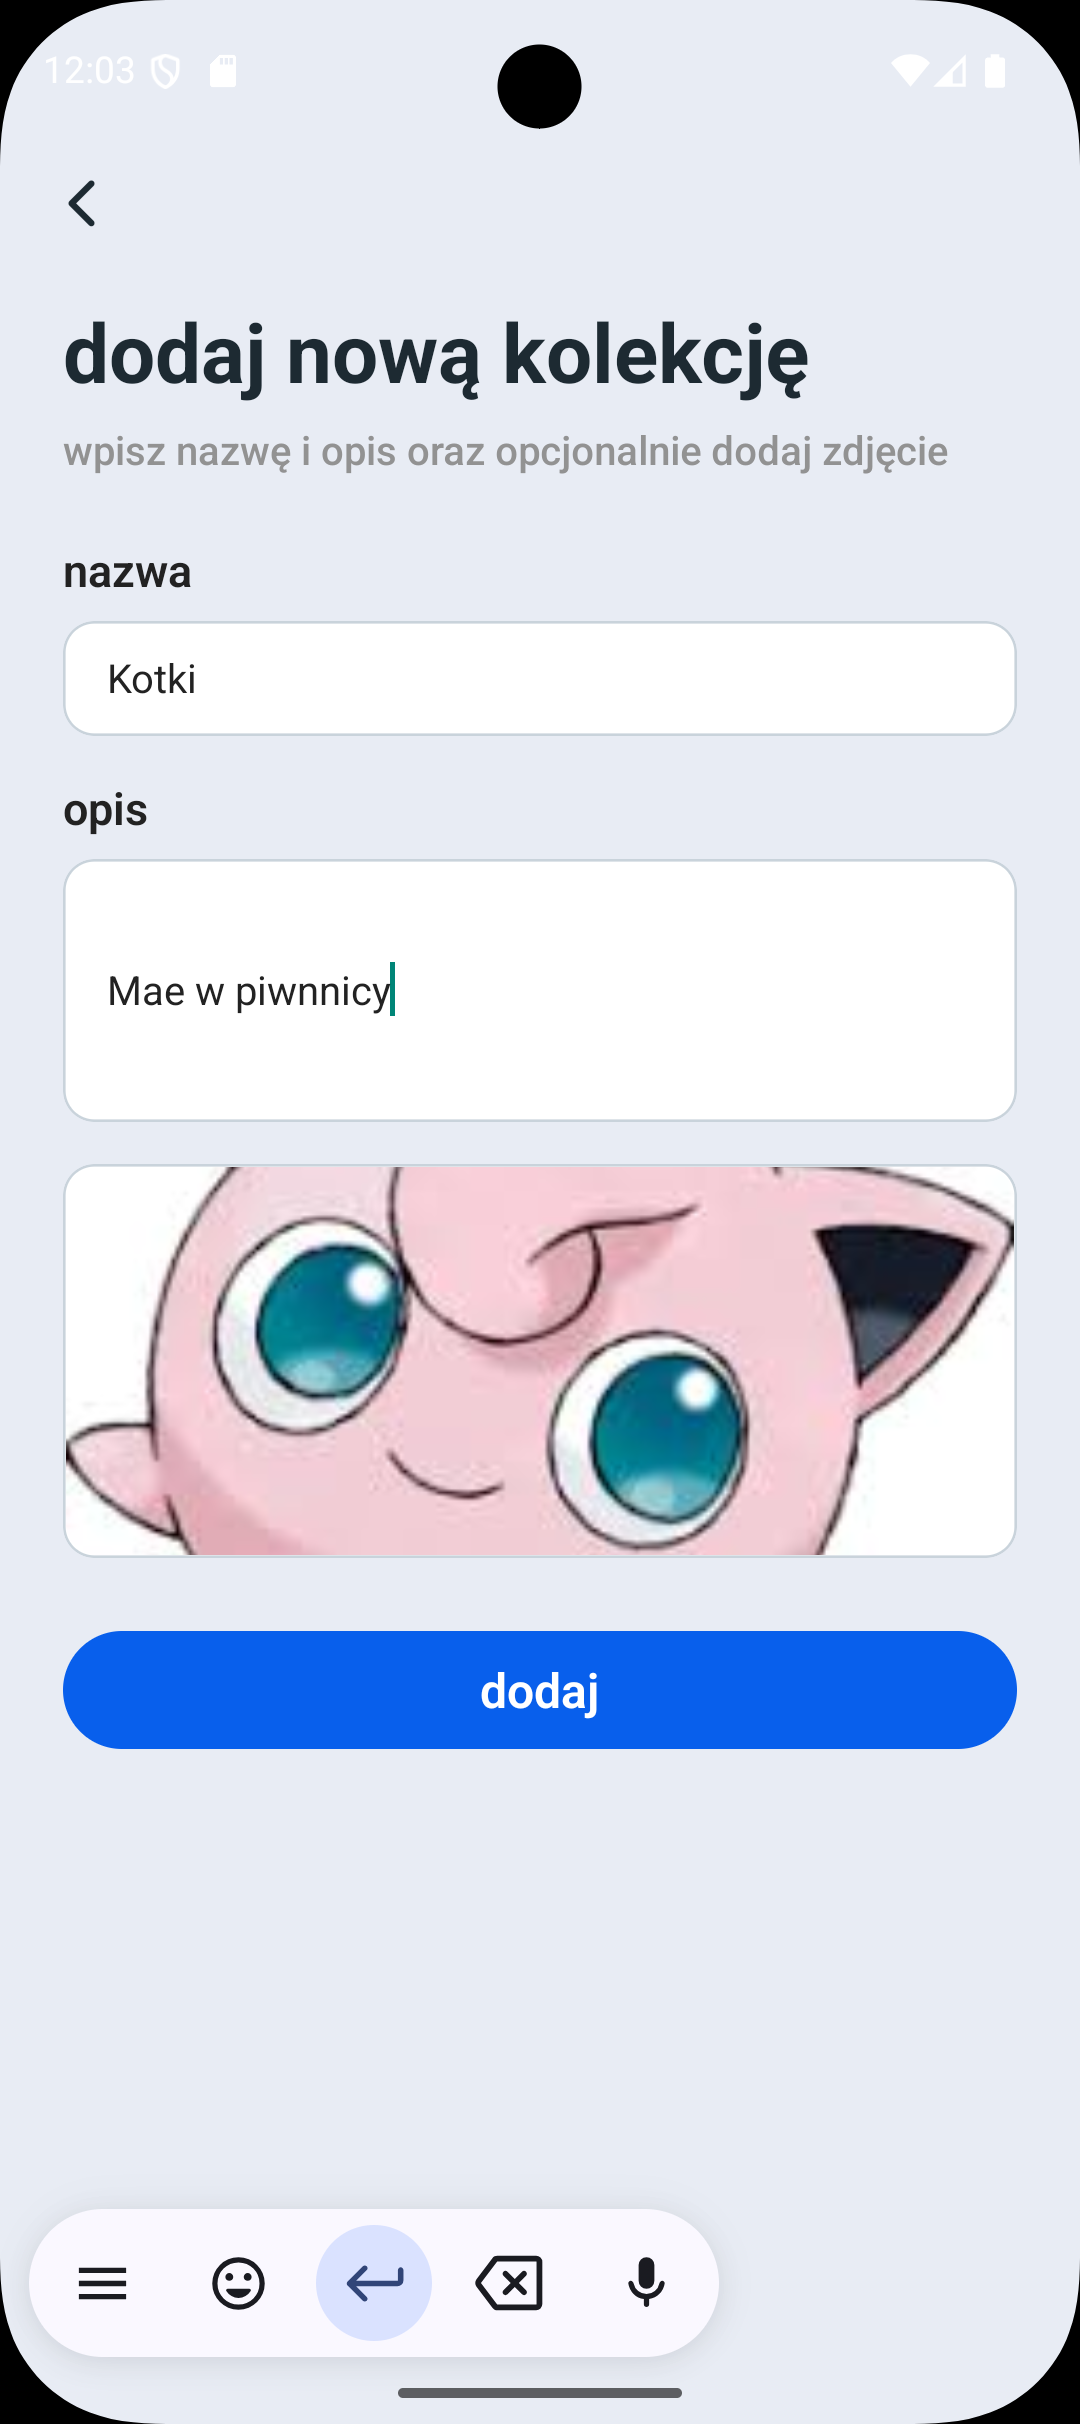 12:03
dodaj nową kolekcję
wpisz nazwę i opis oraz opcjonalnie dodaj zdjęcie
nazwa
Kotki
opis
Mae w piwnnicy
dodaj